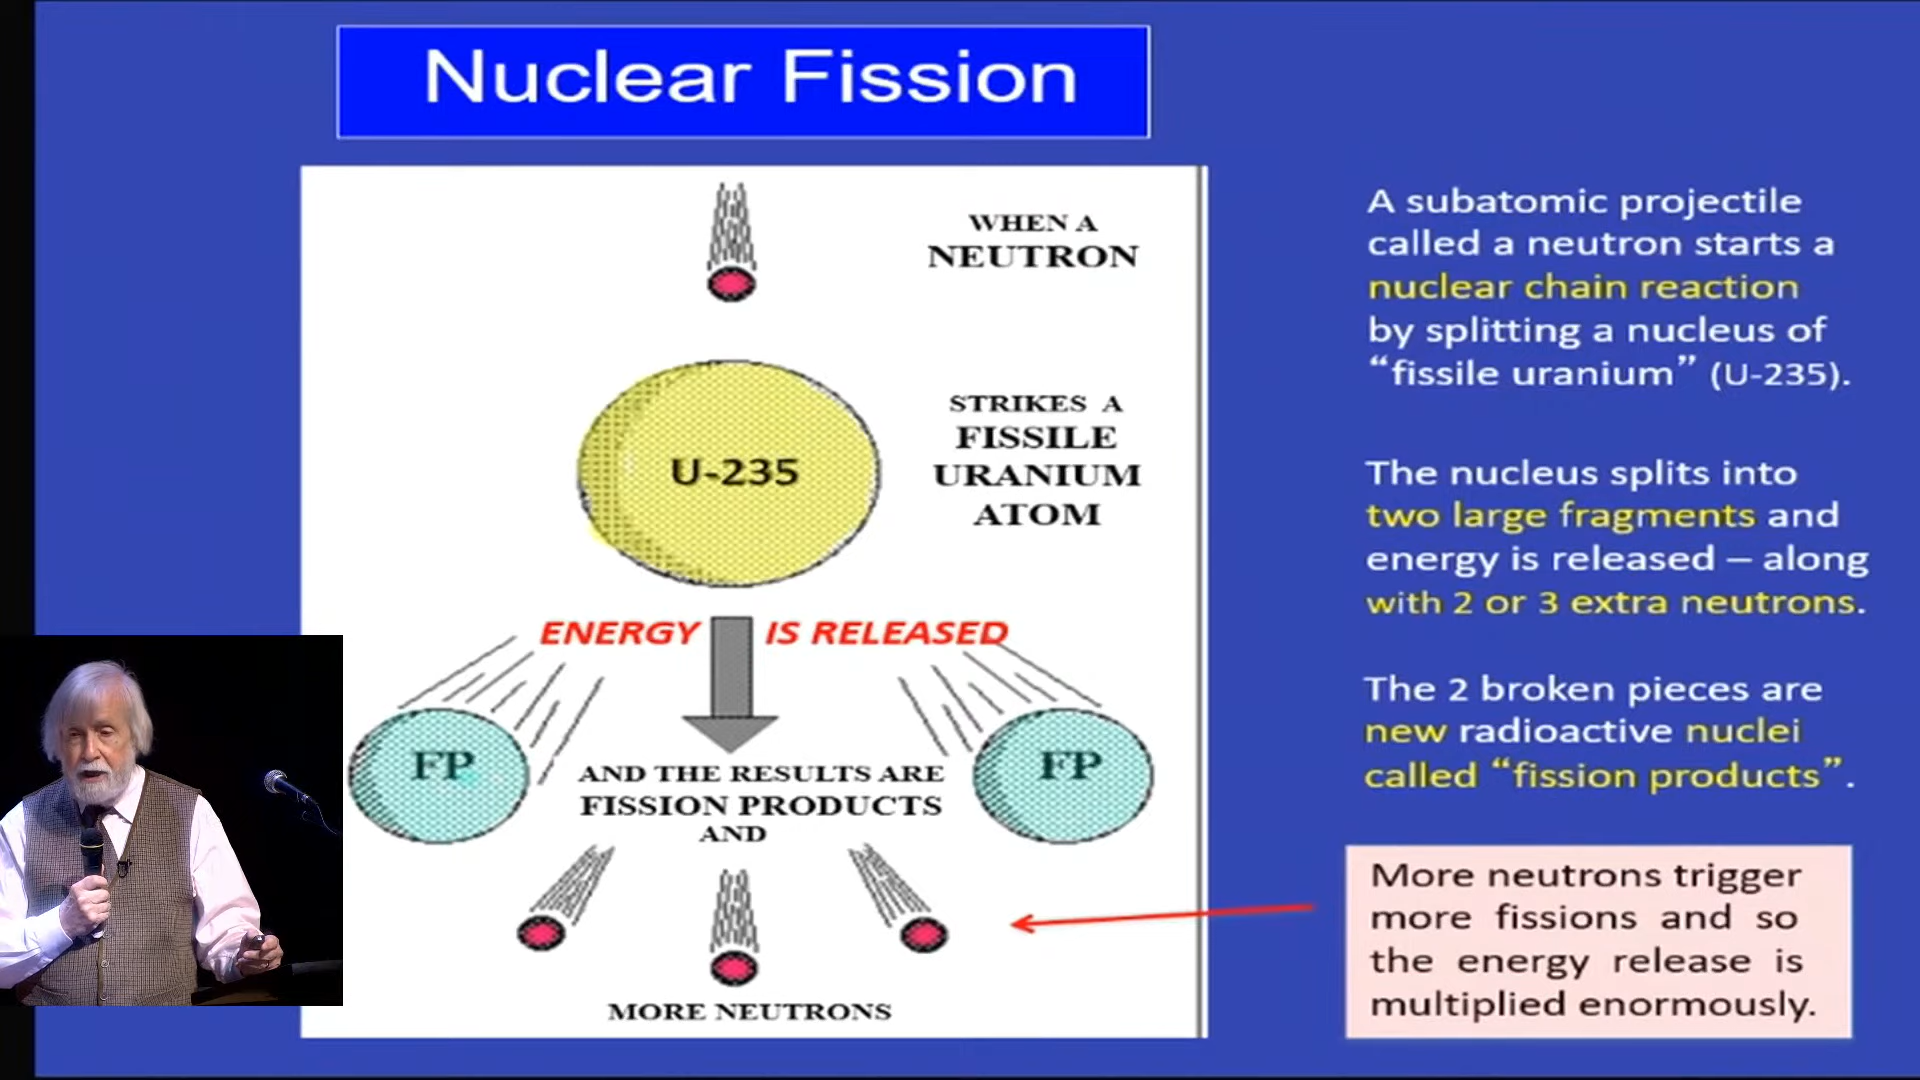 Nuclear Fission
WHEN A
NEUTRON
STRIKES A
FISSILE
URANIUM
ATOM
U-235
ENERGY IS RELEASED
FP
FP
AND THE RESULTS ARE
FISSION PRODUCTS
AND
MORE NEUTRONS
A subatomic projectile
called a neutron starts a
nuclear chain reaction
by splitting a nucleus of
“fissile uranium” (U-235).
The nucleus splits into
two large fragments and
energy is released – along
with 2 or 3 extra neutrons.
The 2 broken pieces are
new radioactive nuclei
called “fission products”.
More neutrons trigger
more fissions and so
the energy release is
multiplied enormously.